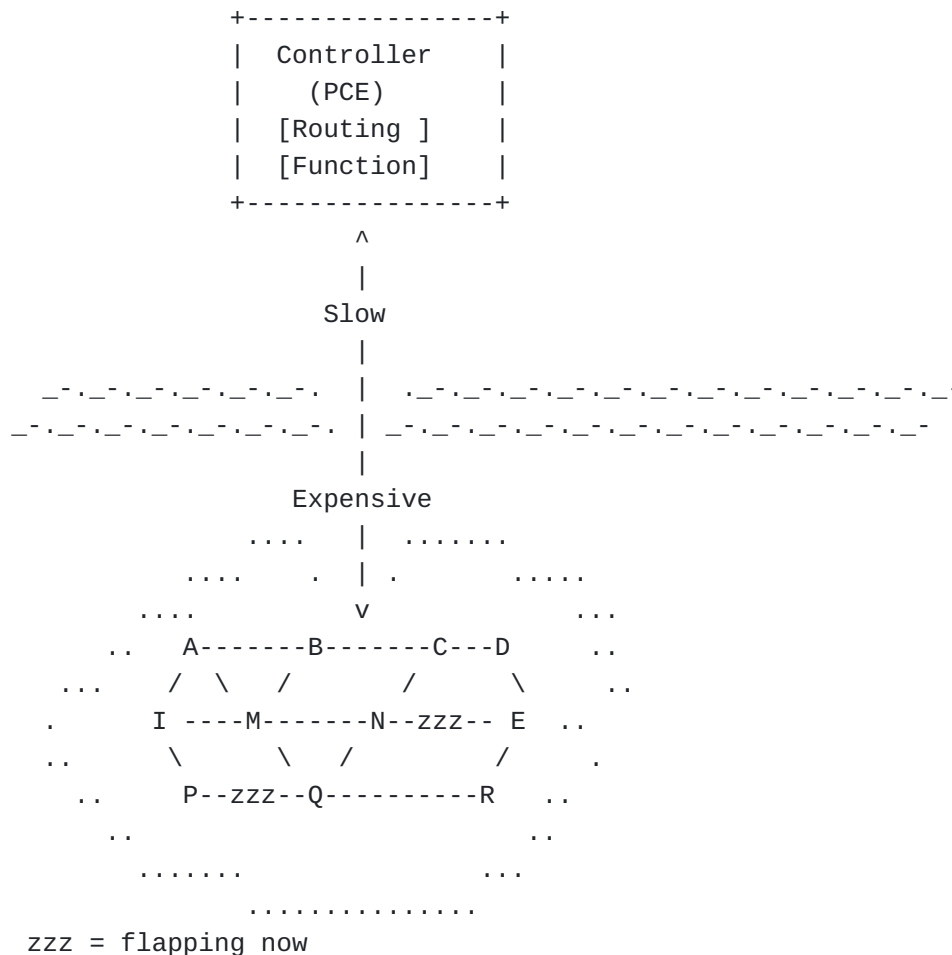 +----------------+
                |  Controller    |
                |    (PCE)       |
                |  [Routing ]    |
                |  [Function]    |
                +----------------+
                        ^
                        |
                      Slow
                        |
    _-._-._-._-._-._-.  |  ._-._-._-._-._-._-._-._-._-._-._-._-
  _-._-._-._-._-._-._-. | _-._-._-._-._-._-._-._-._-._-._-._-
                        |
                    Expensive
                 ....   |  .......
             ....    .  | .       .....
          ....          v             ...
        ..   A-------B-------C---D     ..
     ...    /  \   /       /      \     ..
    .      I ----M-------N--zzz-- E  ..
    ..      \      \   /         /     .
      ..     P--zzz--Q----------R   ..
        ..                         ..
          .......               ...
                 ...............
   zzz = flapping now